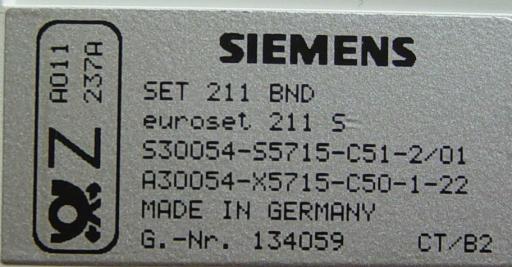 SIEMENS
SET 211 BND
euroset 211 S
S30054-S5715-C51-2/01
A30054-X5715-C50-1-22
MADE IN GERMANY
G.-Nr. 134059 CT/B2
Z
A011
237A